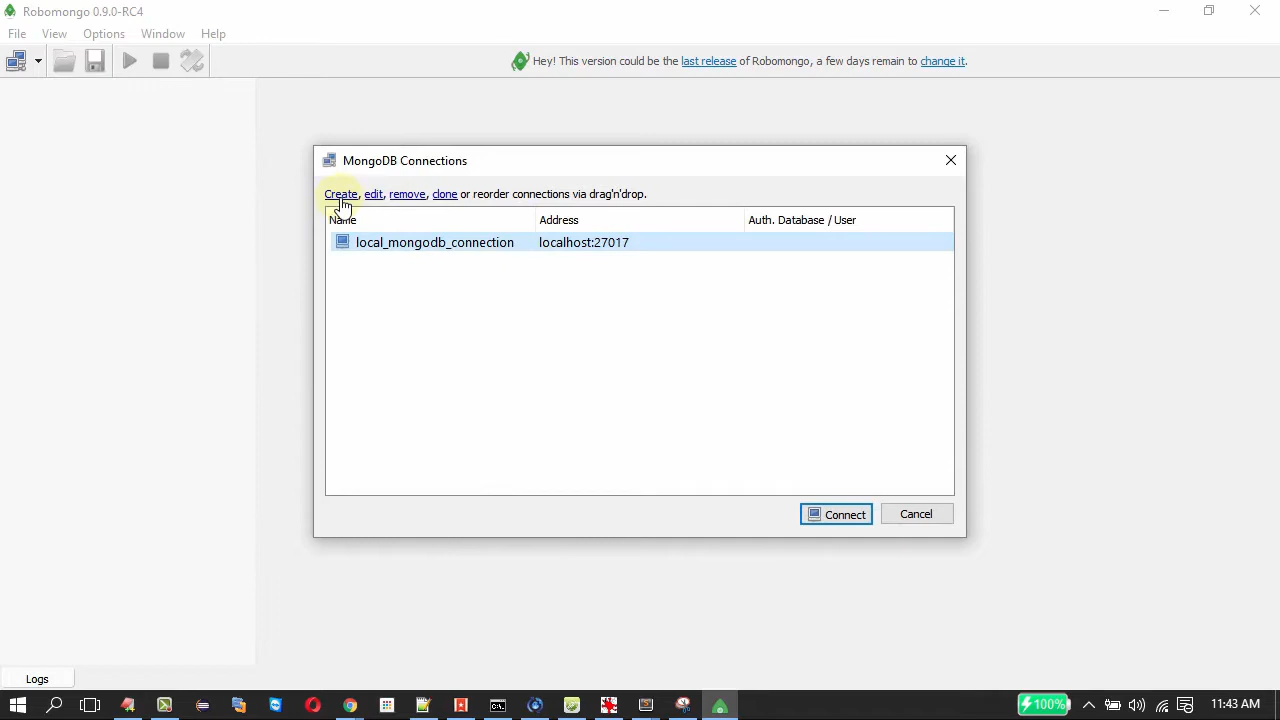 Robomongo 0.9.0-RC4
File View Options Window Help
Hey! This version could be the last release of Robomongo, a few days remain to change it.
MongoDB Connections
Create, edit, remove, clone or reorder connections via drag'n'drop.
Name Address Auth. Database / User
local_mongodb_connection localhost:27017
Connect Cancel
Logs
100% 11:43 AM